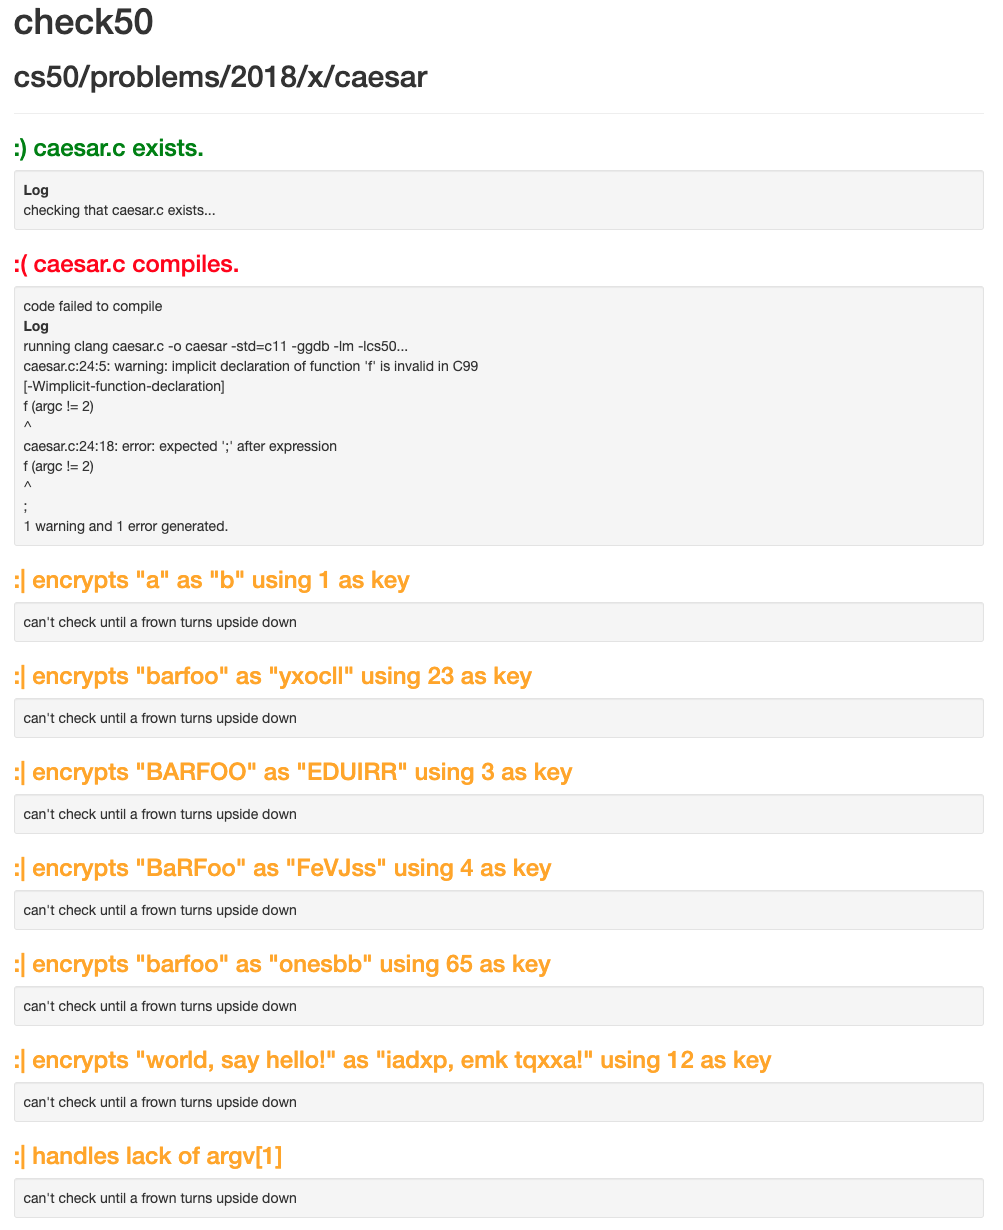 check50
cs50/problems/2018/x/caesar
:) caesar.c exists.
Log
checking that caesar.c exists...
:( caesar.c compiles.
code failed to compile
Log
running clang caesar.c -o caesar -std=c11 -ggdb -lm -lcs50...
caesar.c:24:5: warning: implicit declaration of function 'f' is invalid in C99
[-Wimplicit-function-declaration]
f (argc != 2)
^
caesar.c:24:18: error: expected ';' after expression
f (argc != 2)
^
;
1 warning and 1 error generated.
:| encrypts "a" as "b" using 1 as key
can't check until a frown turns upside down
:| encrypts "barfoo" as "yxocll" using 23 as key
can't check until a frown turns upside down
:| encrypts "BARFOO" as "EDUIRR" using 3 as key
can't check until a frown turns upside down
:| encrypts "BaRFoo" as "FeVJss" using 4 as key
can't check until a frown turns upside down
:| encrypts "barfoo" as "onesbb" using 65 as key
can't check until a frown turns upside down
:| encrypts "world, say hello!" as "iadxp, emk tqxxa!" using 12 as key
can't check until a frown turns upside down
:| handles lack of argv[1]
can't check until a frown turns upside down